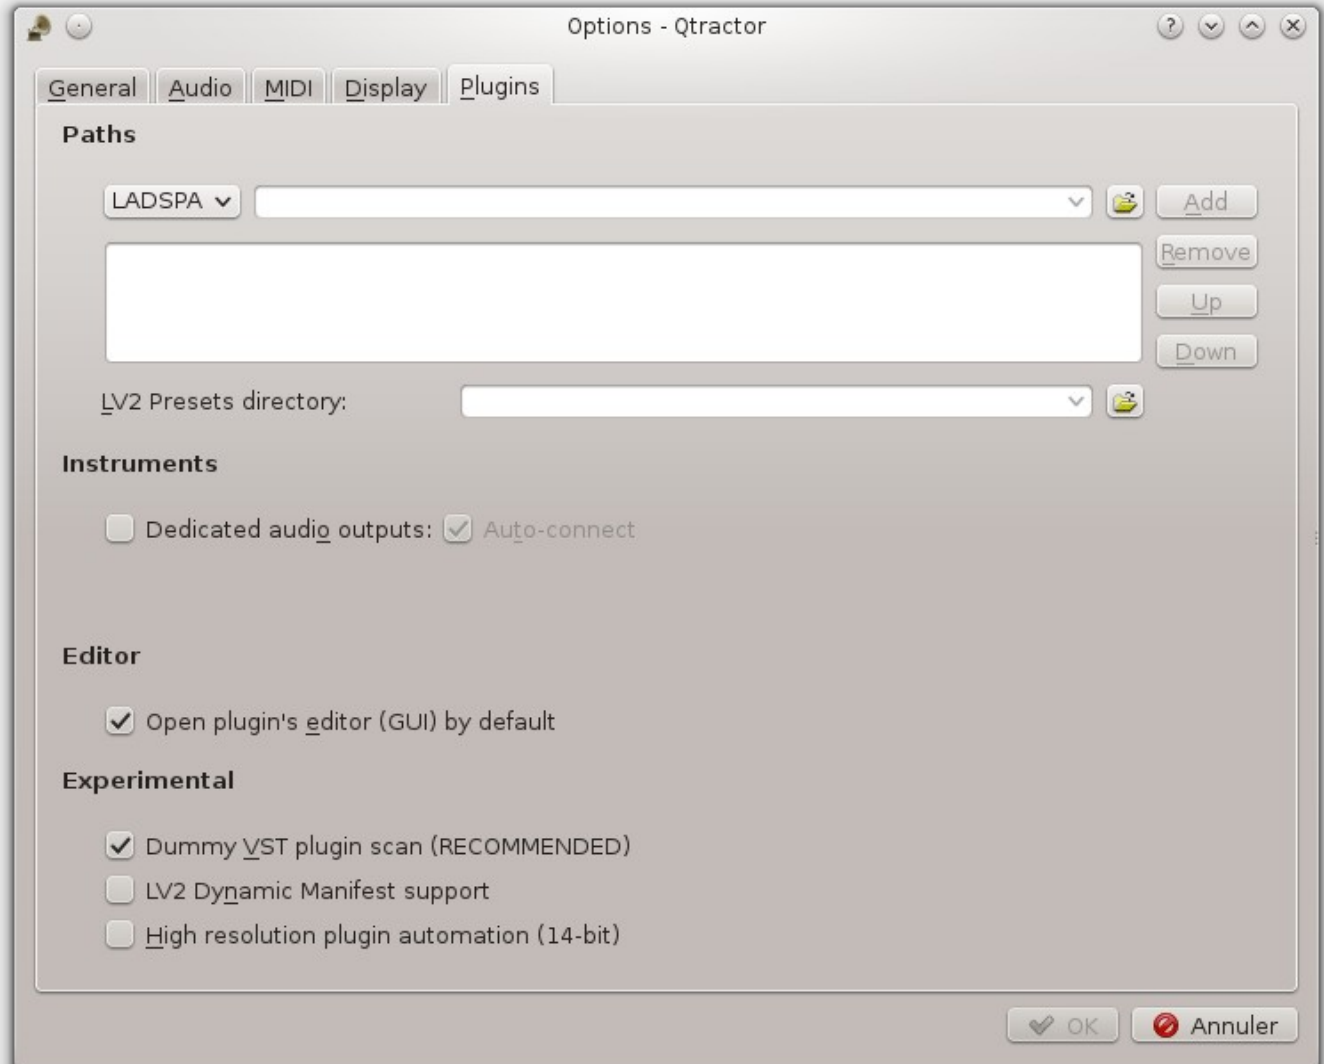 Options - Qtractor
General Audio MIDI Display Plugins
Paths
LADSPA Add
Remove
Up
Down
LV2 Presets directory:
Instruments
Dedicated audio outputs: Auto-connect
Editor
Open plugin's editor (GUI) by default
Experimental
Dummy VST plugin scan (RECOMMENDED)
LV2 Dynamic Manifest support
High resolution plugin automation (14-bit)
OK Annuler